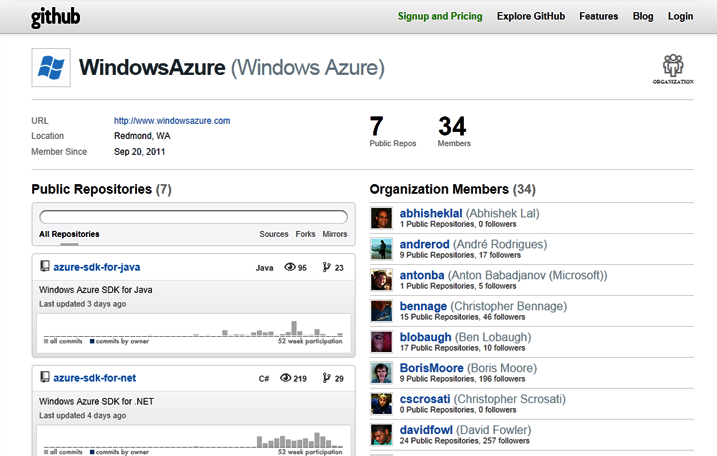 github
Signup and Pricing Explore GitHub Features Blog Login
WindowsAzure (Windows Azure)
ORGANIZATION
URL http://www.windowsazure.com
Location Redmond, WA
Member Since Sep 20, 2011
7
Public Repos
34
Members
Public Repositories (7)
All Repositories Sources Forks Mirrors
azure-sdk-for-java Java 95 23
Windows Azure SDK for Java
Last updated 3 days ago
all commits commits by owner 52 week participation
azure-sdk-for-net C# 219 29
Windows Azure SDK for .NET
Last updated 4 days ago
all commits commits by owner 52 week participation
Organization Members (34)
abhisheklal (Abhishek Lal)
1 Public Repositories, 0 followers
andrerod (André Rodrigues)
9 Public Repositories, 17 followers
antonba (Anton Babadjanov (Microsoft))
1 Public Repositories, 5 followers
bennage (Christopher Bennage)
15 Public Repositories, 46 followers
blobaugh (Ben Lobaugh)
17 Public Repositories, 10 followers
BorisMoore (Boris Moore)
9 Public Repositories, 196 followers
cscrosati (Christopher Scrosati)
0 Public Repositories, 0 followers
davidfowl (David Fowler)
24 Public Repositories, 257 followers